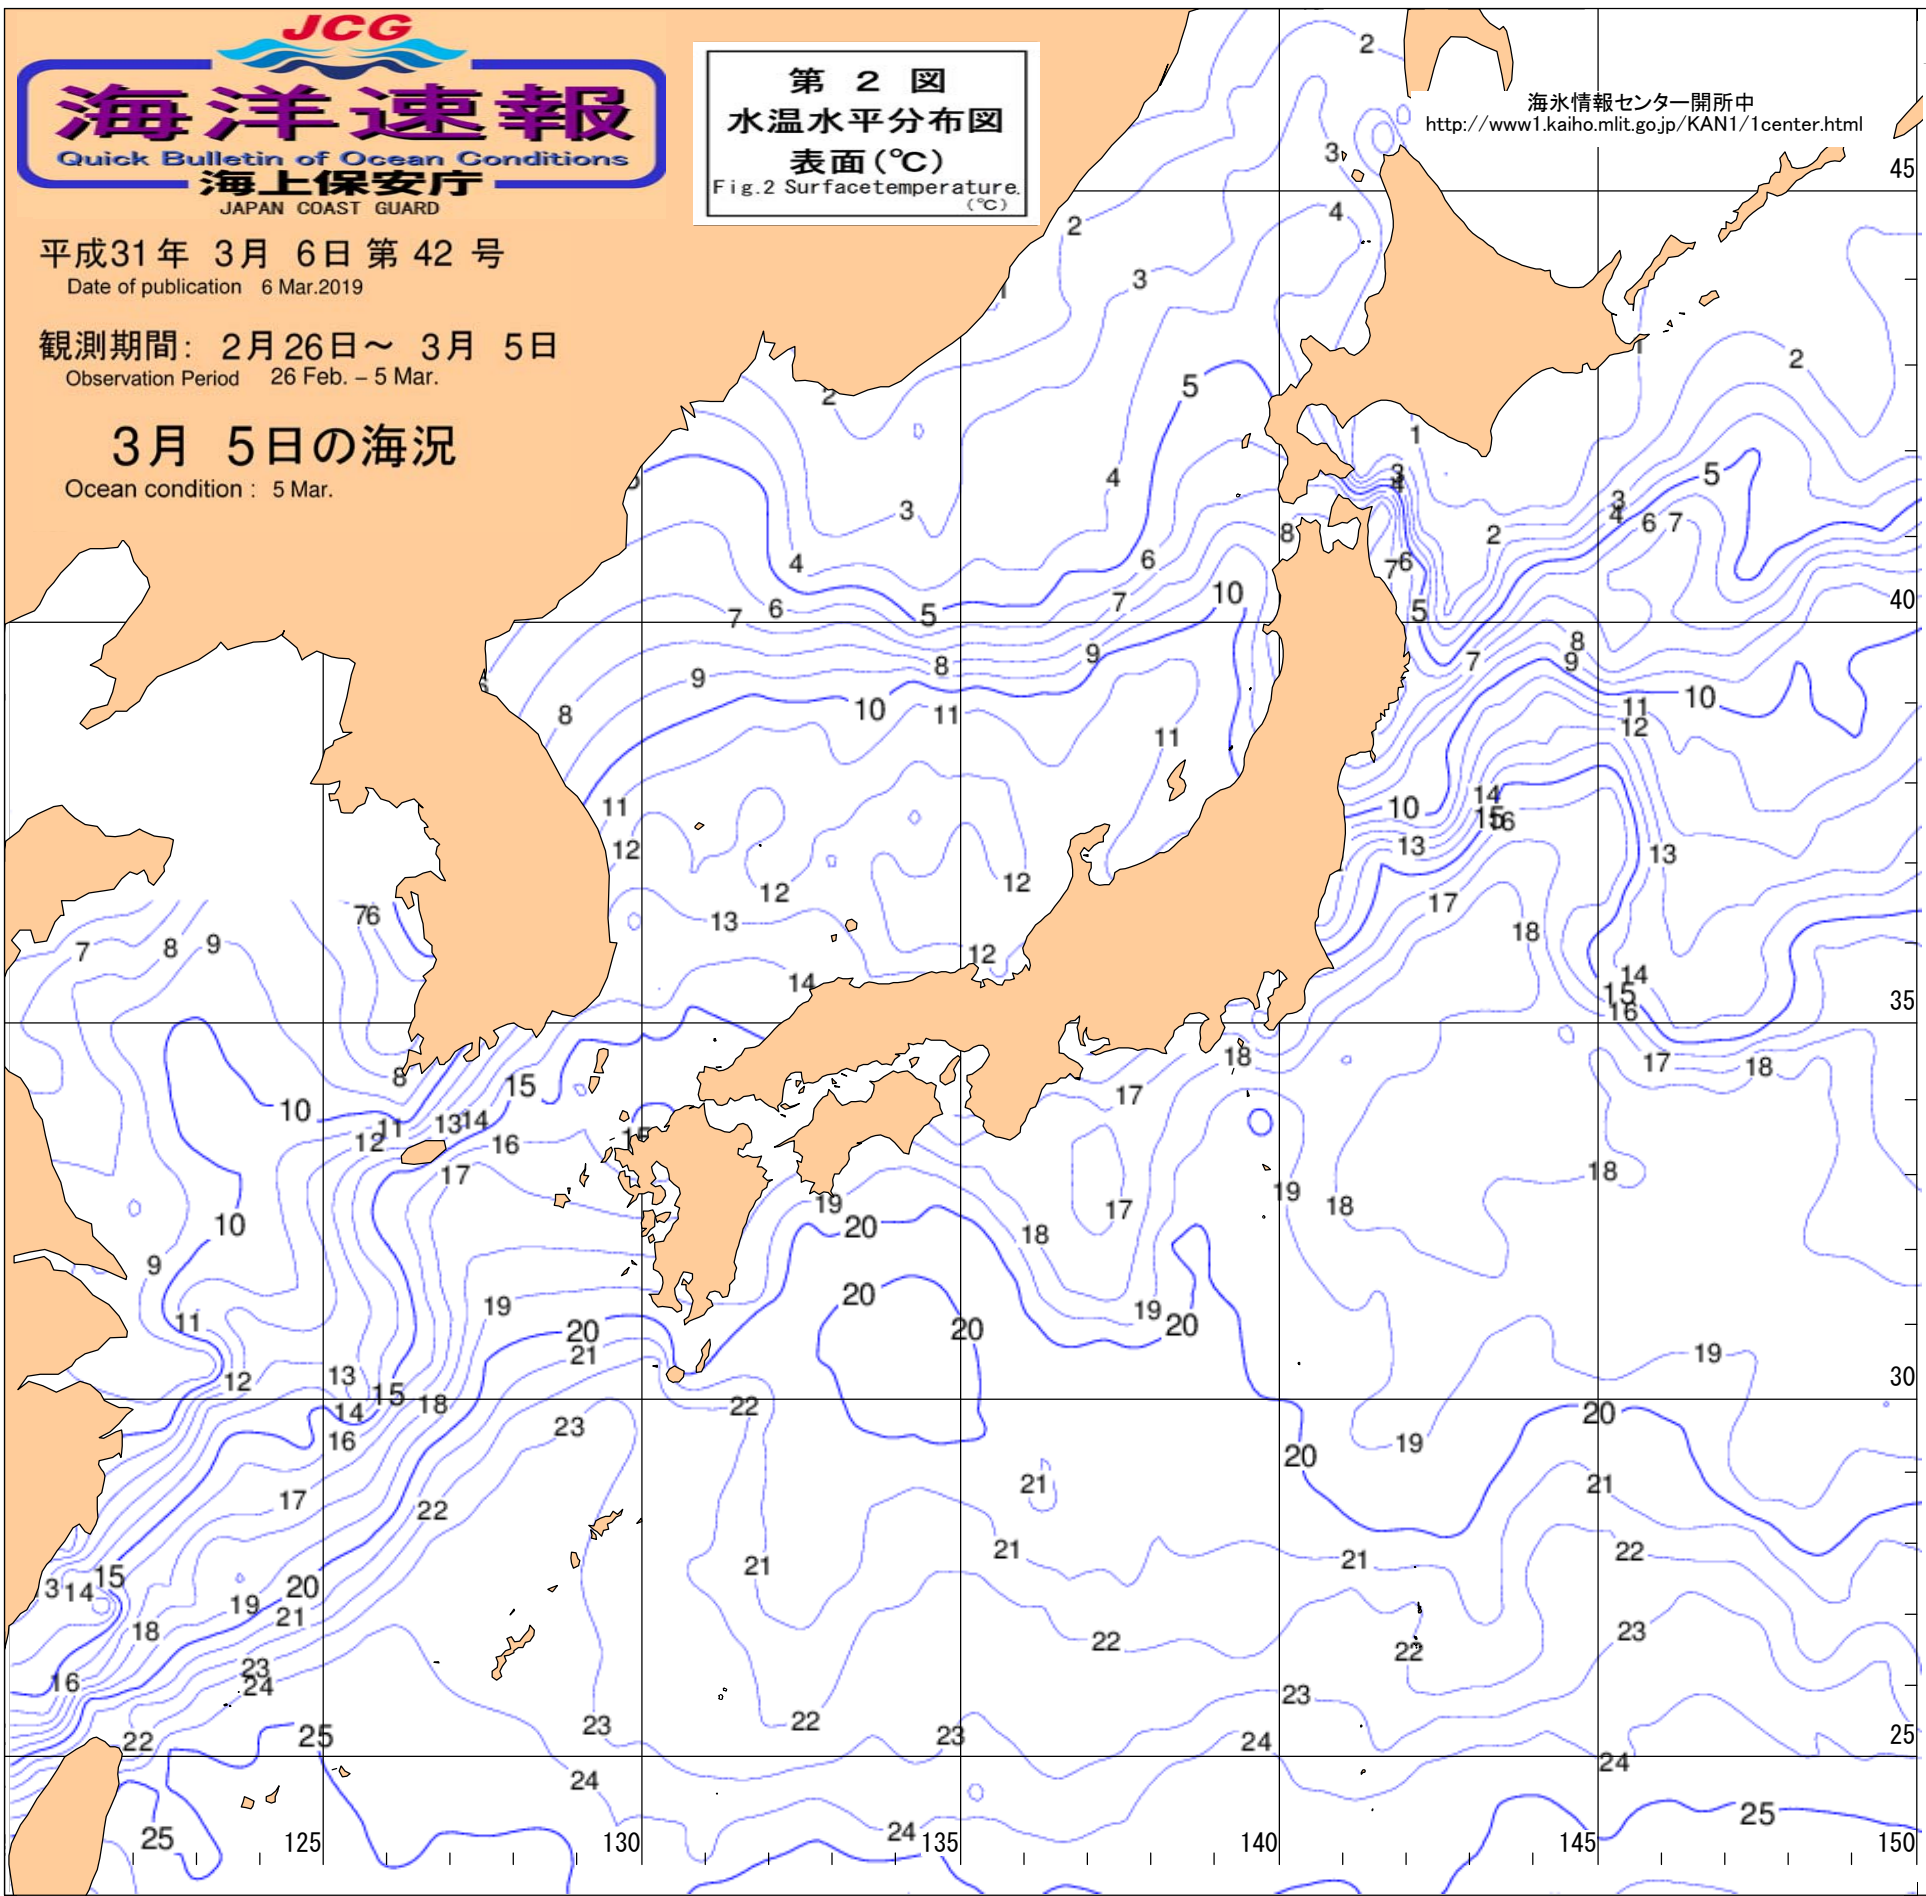 JCG
海洋速報
Quick Bulletin of Ocean Conditions
海上保安庁
JAPAN COAST GUARD
第 2 図
水温水平分布図
表面(℃)
Fig.2 Surfacetemperature.
(℃)
海氷情報センター開所中
http://www1.kaiho.mlit.go.jp/KAN1/1center.html
平成31年 3月 6日 第 42 号
Date of publication 6 Mar.2019
観測期間: 2月26日～ 3月 5日
Observation Period 26 Feb. – 5 Mar.
3月 5日の海況
Ocean condition : 5 Mar.
45
40
35
30
25
125
130
135
140
145
150